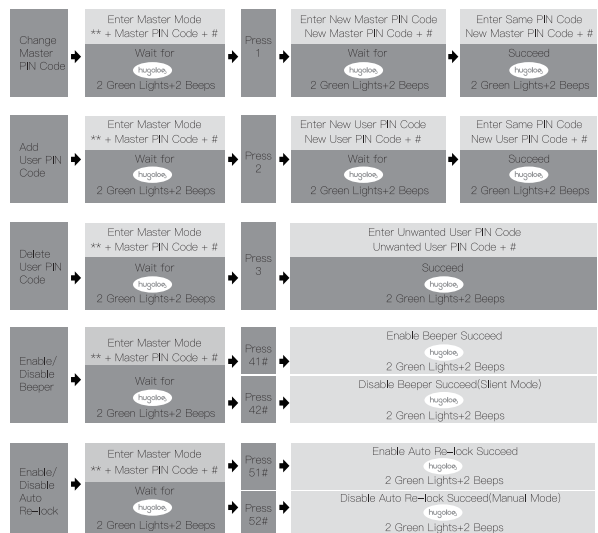 Change
Master
PIN Code
Enter Master Mode
** + Master PIN Code + #
Wait for
hugolog
2 Green Lights+2 Beeps
Press
1
Enter New Master PIN Code
New Master PIN Code + #
Wait for
hugolog
2 Green Lights+2 Beeps
Enter Same PIN Code
New Master PIN Code + #
Succeed
hugolog
2 Green Lights+2 Beeps
Add
User PIN
Code
Enter Master Mode
** + Master PIN Code + #
Wait for
hugolog
2 Green Lights+2 Beeps
Press
2
Enter New User PIN Code
New User PIN Code + #
Wait for
hugolog
2 Green Lights+2 Beeps
Enter Same PIN Code
New User PIN Code + #
Succeed
hugolog
2 Green Lights+2 Beeps
Delete
User PIN
Code
Enter Master Mode
** + Master PIN Code + #
Wait for
hugolog
2 Green Lights+2 Beeps
Press
3
Enter Unwanted User PIN Code
Unwanted User PIN Code + #
Succeed
hugolog
2 Green Lights+2 Beeps
Enable/
Disable
Beeper
Enter Master Mode
** + Master PIN Code + #
Wait for
hugolog
2 Green Lights+2 Beeps
Press
41#
Enable Beeper Succeed
hugolog
2 Green Lights+2 Beeps
Press
42#
Disable Beeper Succeed(Slient Mode)
hugolog
2 Green Lights+2 Beeps
Enable/
Disable
Auto
Re-lock
Enter Master Mode
** + Master PIN Code + #
Wait for
hugolog
2 Green Lights+2 Beeps
Press
51#
Enable Auto Re-lock Succeed
hugolog
2 Green Lights+2 Beeps
Press
52#
Disable Auto Re-lock Succeed(Manual Mode)
hugolog
2 Green Lights+2 Beeps